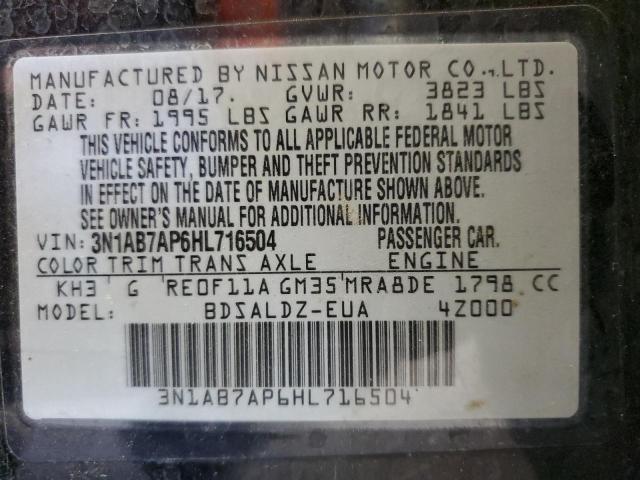 MANUFACTURED BY NISSAN MOTOR CO.,LTD.
DATE: 08/17. GVWR: 3823 LBS
GAWR FR: 1995 LBS GAWR RR: 1841 LBS
THIS VEHICLE CONFORMS TO ALL APPLICABLE FEDERAL MOTOR
VEHICLE SAFETY, BUMPER AND THEFT PREVENTION STANDARDS
IN EFFECT ON THE DATE OF MANUFACTURE SHOWN ABOVE.
SEE OWNER'S MANUAL FOR ADDITIONAL INFORMATION.
VIN: 3N1AB7AP6HL716504 PASSENGER CAR.
COLOR TRIM TRANS AXLE ENGINE
KH3 G RE0F11A GM35 MRA8DE 1798 CC
MODEL: BDSALDZ-EUA 4Z000
3N1AB7AP6HL716504